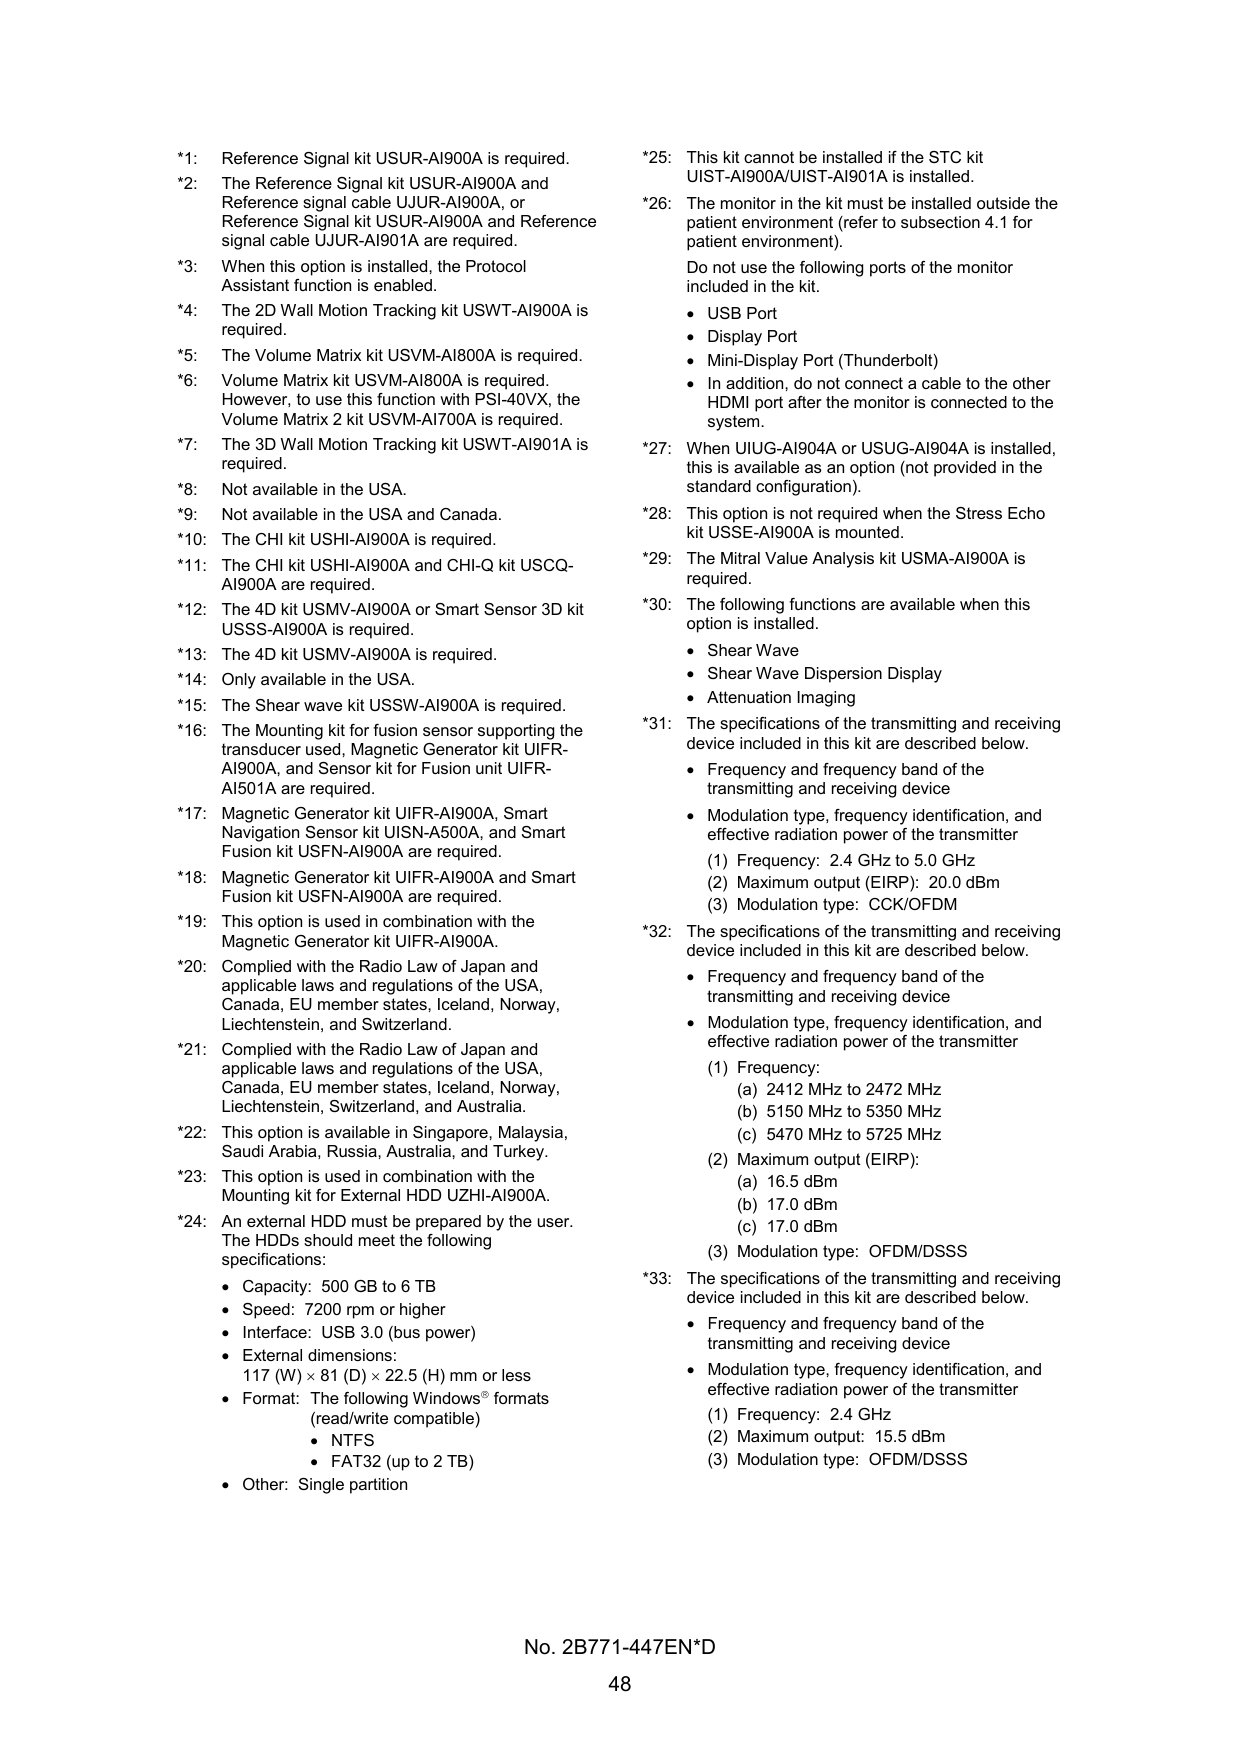 *1: Reference Signal kit USUR-AI900A is required.
*2: The Reference Signal kit USUR-AI900A and
Reference signal cable UJUR-AI900A, or
Reference Signal kit USUR-AI900A and Reference
signal cable UJUR-AI901A are required.
*3: When this option is installed, the Protocol
Assistant function is enabled.
*4: The 2D Wall Motion Tracking kit USWT-AI900A is
required.
*5: The Volume Matrix kit USVM-AI800A is required.
*6: Volume Matrix kit USVM-AI800A is required.
However, to use this function with PSI-40VX, the
Volume Matrix 2 kit USVM-AI700A is required.
*7: The 3D Wall Motion Tracking kit USWT-AI901A is
required.
*8: Not available in the USA.
*9: Not available in the USA and Canada.
*10: The CHI kit USHI-AI900A is required.
*11: The CHI kit USHI-AI900A and CHI-Q kit USCQ-
AI900A are required.
*12: The 4D kit USMV-AI900A or Smart Sensor 3D kit
USSS-AI900A is required.
*13: The 4D kit USMV-AI900A is required.
*14: Only available in the USA.
*15: The Shear wave kit USSW-AI900A is required.
*16: The Mounting kit for fusion sensor supporting the
transducer used, Magnetic Generator kit UIFR-
AI900A, and Sensor kit for Fusion unit UIFR-
AI501A are required.
*17: Magnetic Generator kit UIFR-AI900A, Smart
Navigation Sensor kit UISN-A500A, and Smart
Fusion kit USFN-AI900A are required.
*18: Magnetic Generator kit UIFR-AI900A and Smart
Fusion kit USFN-AI900A are required.
*19: This option is used in combination with the
Magnetic Generator kit UIFR-AI900A.
*20: Complied with the Radio Law of Japan and
applicable laws and regulations of the USA,
Canada, EU member states, Iceland, Norway,
Liechtenstein, and Switzerland.
*21: Complied with the Radio Law of Japan and
applicable laws and regulations of the USA,
Canada, EU member states, Iceland, Norway,
Liechtenstein, Switzerland, and Australia.
*22: This option is available in Singapore, Malaysia,
Saudi Arabia, Russia, Australia, and Turkey.
*23: This option is used in combination with the
Mounting kit for External HDD UZHI-AI900A.
*24: An external HDD must be prepared by the user.
The HDDs should meet the following
specifications:
• Capacity: 500 GB to 6 TB
• Speed: 7200 rpm or higher
• Interface: USB 3.0 (bus power)
• External dimensions:
117 (W) × 81 (D) × 22.5 (H) mm or less
• Format: The following Windows® formats
(read/write compatible)
• NTFS
• FAT32 (up to 2 TB)
• Other: Single partition
*25: This kit cannot be installed if the STC kit
UIST-AI900A/UIST-AI901A is installed.
*26: The monitor in the kit must be installed outside the
patient environment (refer to subsection 4.1 for
patient environment).
Do not use the following ports of the monitor
included in the kit.
• USB Port
• Display Port
• Mini-Display Port (Thunderbolt)
• In addition, do not connect a cable to the other
HDMI port after the monitor is connected to the
system.
*27: When UIUG-AI904A or USUG-AI904A is installed,
this is available as an option (not provided in the
standard configuration).
*28: This option is not required when the Stress Echo
kit USSE-AI900A is mounted.
*29: The Mitral Value Analysis kit USMA-AI900A is
required.
*30: The following functions are available when this
option is installed.
• Shear Wave
• Shear Wave Dispersion Display
• Attenuation Imaging
*31: The specifications of the transmitting and receiving
device included in this kit are described below.
• Frequency and frequency band of the
transmitting and receiving device
• Modulation type, frequency identification, and
effective radiation power of the transmitter
(1) Frequency: 2.4 GHz to 5.0 GHz
(2) Maximum output (EIRP): 20.0 dBm
(3) Modulation type: CCK/OFDM
*32: The specifications of the transmitting and receiving
device included in this kit are described below.
• Frequency and frequency band of the
transmitting and receiving device
• Modulation type, frequency identification, and
effective radiation power of the transmitter
(1) Frequency:
(a) 2412 MHz to 2472 MHz
(b) 5150 MHz to 5350 MHz
(c) 5470 MHz to 5725 MHz
(2) Maximum output (EIRP):
(a) 16.5 dBm
(b) 17.0 dBm
(c) 17.0 dBm
(3) Modulation type: OFDM/DSSS
*33: The specifications of the transmitting and receiving
device included in this kit are described below.
• Frequency and frequency band of the
transmitting and receiving device
• Modulation type, frequency identification, and
effective radiation power of the transmitter
(1) Frequency: 2.4 GHz
(2) Maximum output: 15.5 dBm
(3) Modulation type: OFDM/DSSS
No. 2B771-447EN*D
48